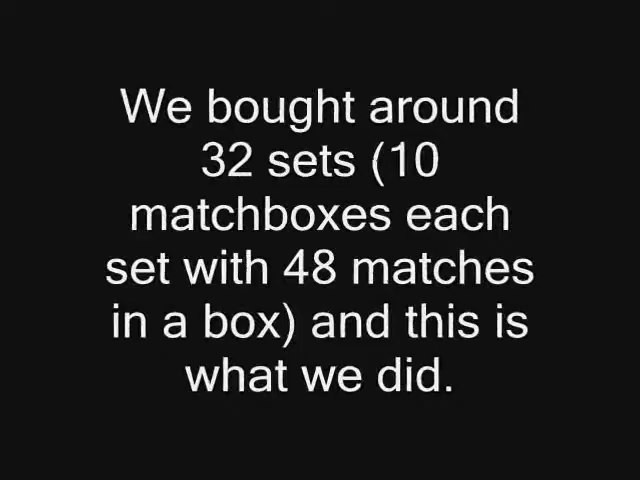 We bought around
32 sets (10
matchboxes each
set with 48 matches
in a box) and this is
what we did.